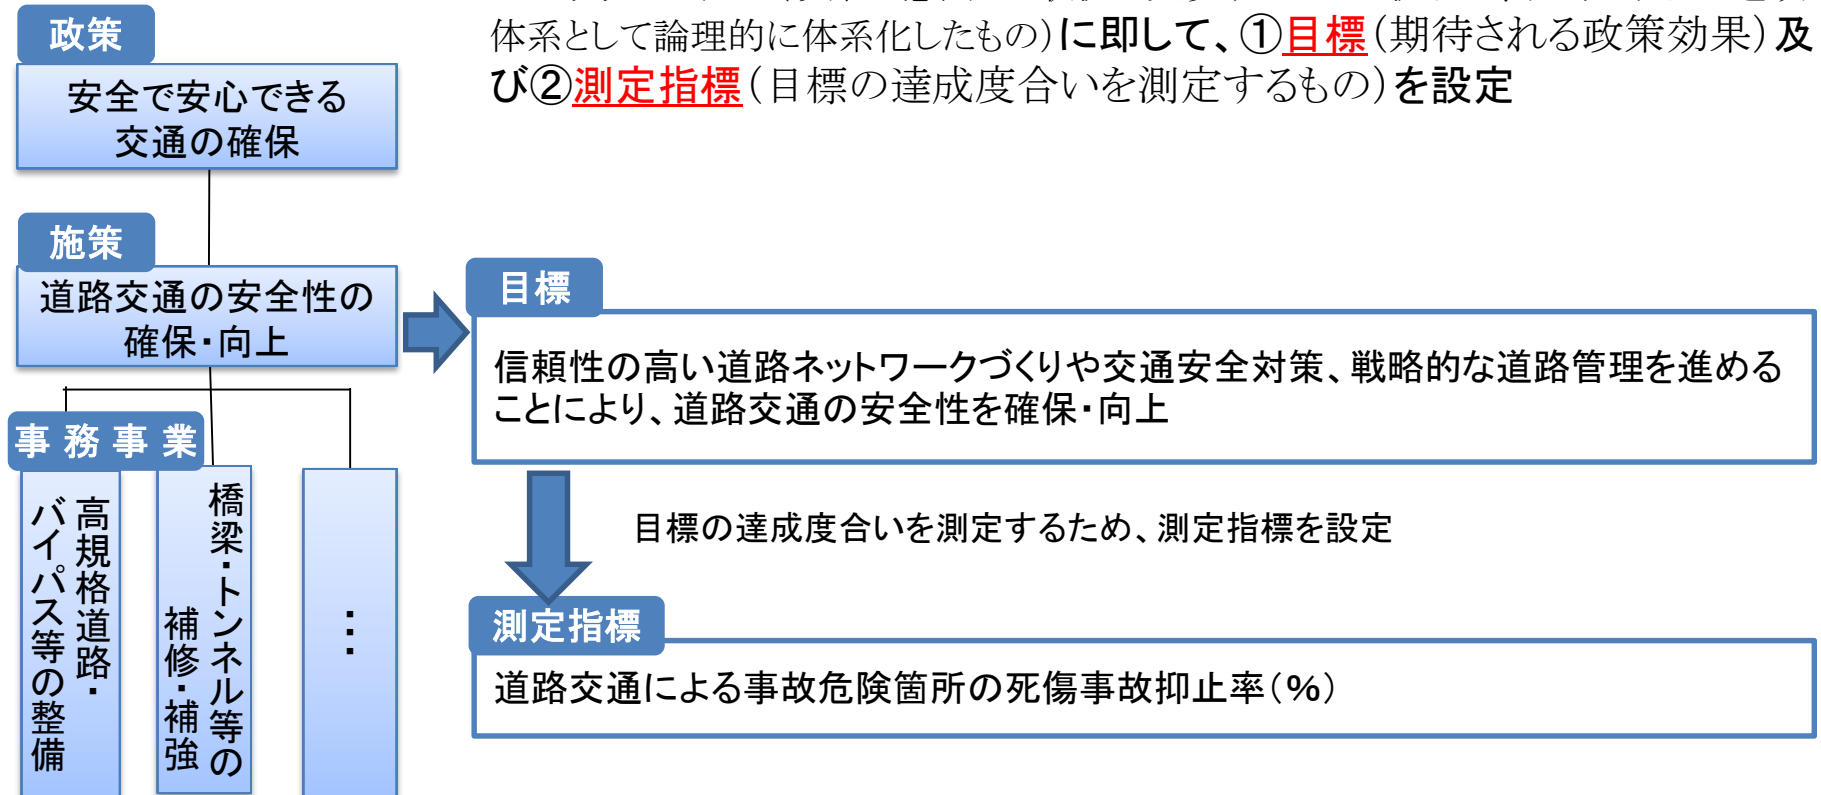 体系として論理的に体系化したもの)に即して、①目標(期待される政策効果)及
び②測定指標(目標の達成度合いを測定するもの)を設定
政策
安全で安心できる
交通の確保
施策
道路交通の安全性の
確保・向上
事務事業
高規格道路・
バイパス等の整備
橋梁・トンネル等の
補修・補強
・・・
目標
信頼性の高い道路ネットワークづくりや交通安全対策、戦略的な道路管理を進める
ことにより、道路交通の安全性を確保・向上
目標の達成度合いを測定するため、測定指標を設定
測定指標
道路交通による事故危険箇所の死傷事故抑止率(%)